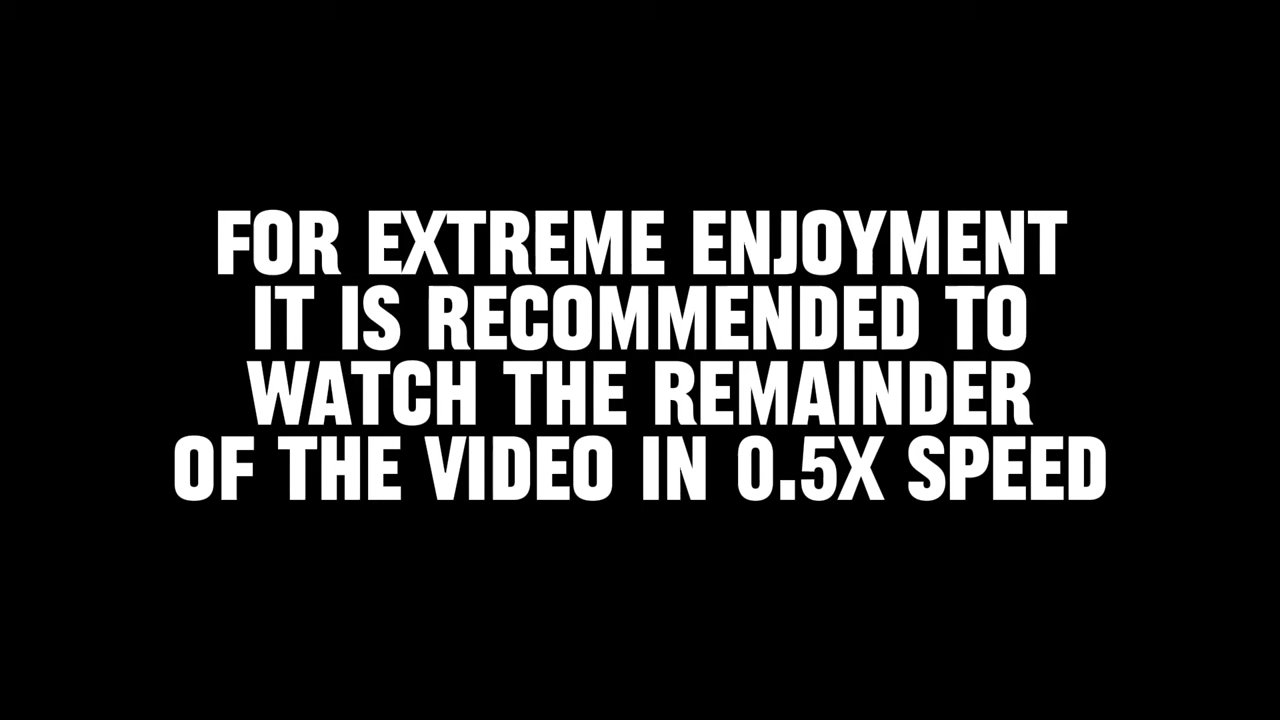 FOR EXTREME ENJOYMENT
IT IS RECOMMENDED TO
WATCH THE REMAINDER
OF THE VIDEO IN 0.5X SPEED